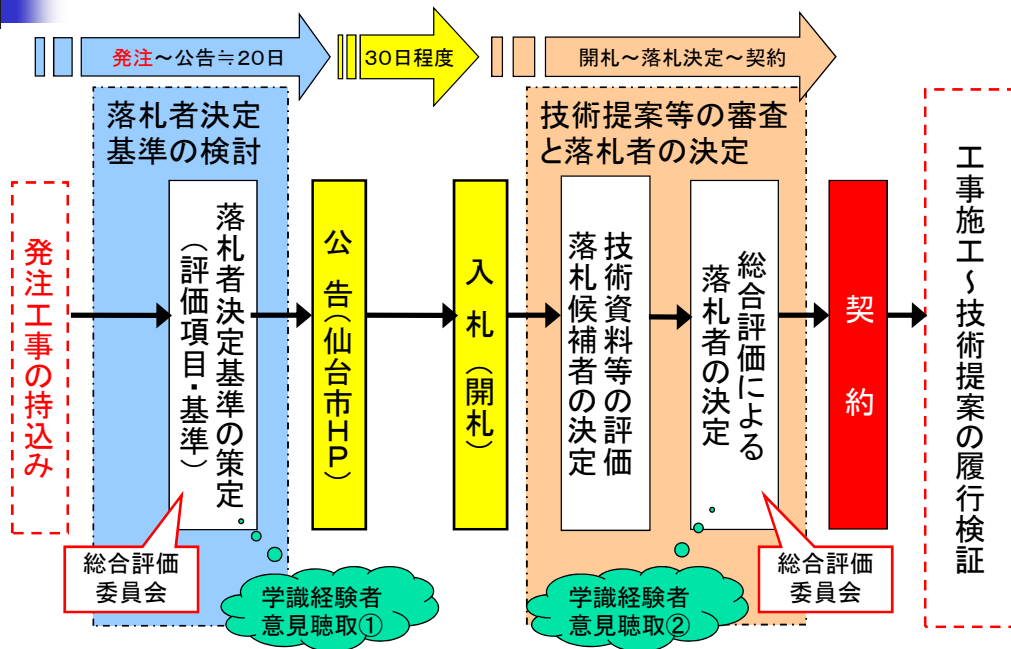 発注～公告≒20日
30日程度
開札～落札決定～契約
落札者決定
基準の検討
技術提案等の審査
と落札者の決定
発注工事の持込み
落札者決定基準の策定
（評価項目・基準）
公告（仙台市HP）
入札（開札）
技術資料等の評価
落札候補者の決定
総合評価による
落札者の決定
契約
工事施工～技術提案の履行検証
総合評価
委員会
学識経験者
意見聴取①
学識経験者
意見聴取②
総合評価
委員会